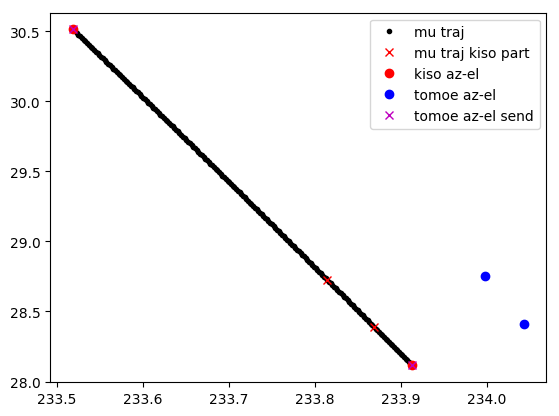 30.5
30.0
29.5
29.0
28.5
28.0
233.5 233.6 233.7 233.8 233.9 234.0
mu traj
mu traj kiso part
kiso az-el
tomoe az-el
tomoe az-el send